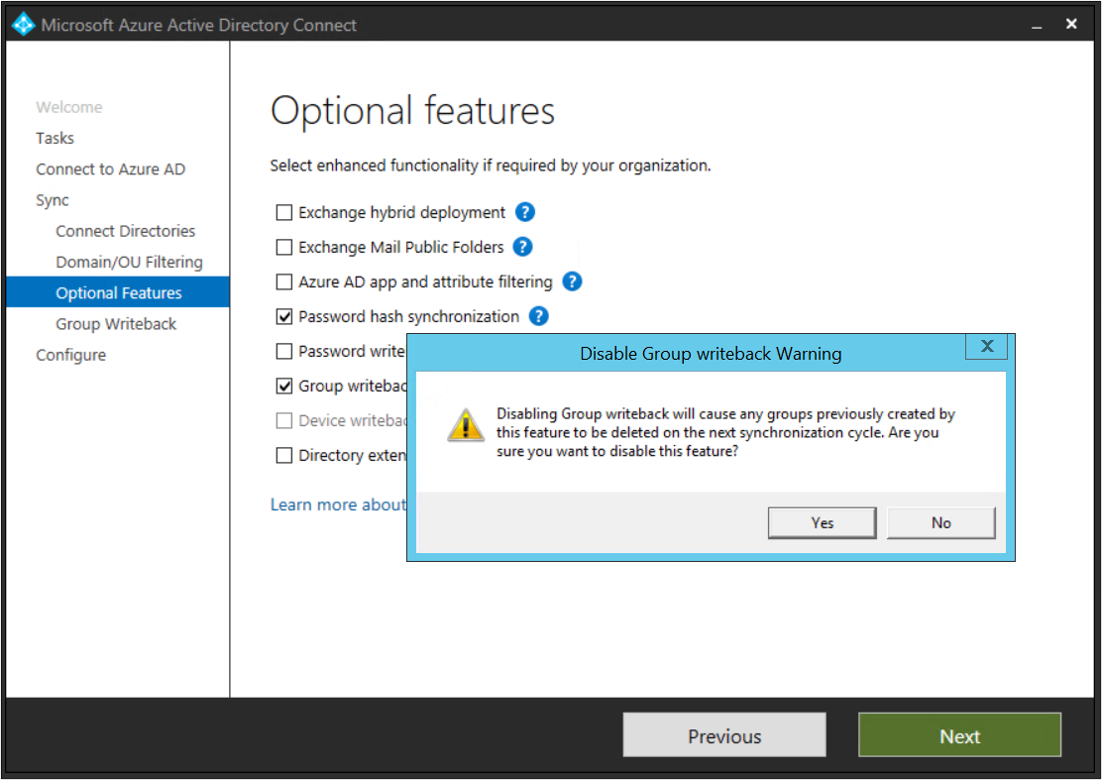 Microsoft Azure Active Directory Connect
Welcome
Tasks
Connect to Azure AD
Sync
Connect Directories
Domain/OU Filtering
Optional Features
Group Writeback
Configure
Optional features
Select enhanced functionality if required by your organization.
Exchange hybrid deployment ?
Exchange Mail Public Folders ?
Azure AD app and attribute filtering ?
Password hash synchronization ?
Password write
Group writebac
Device writebac
Directory exten
Learn more about
Disable Group writeback Warning
X
Disabling Group writeback will cause any groups previously created by
this feature to be deleted on the next synchronization cycle. Are you
sure you want to disable this feature?
Yes
No
Previous
Next